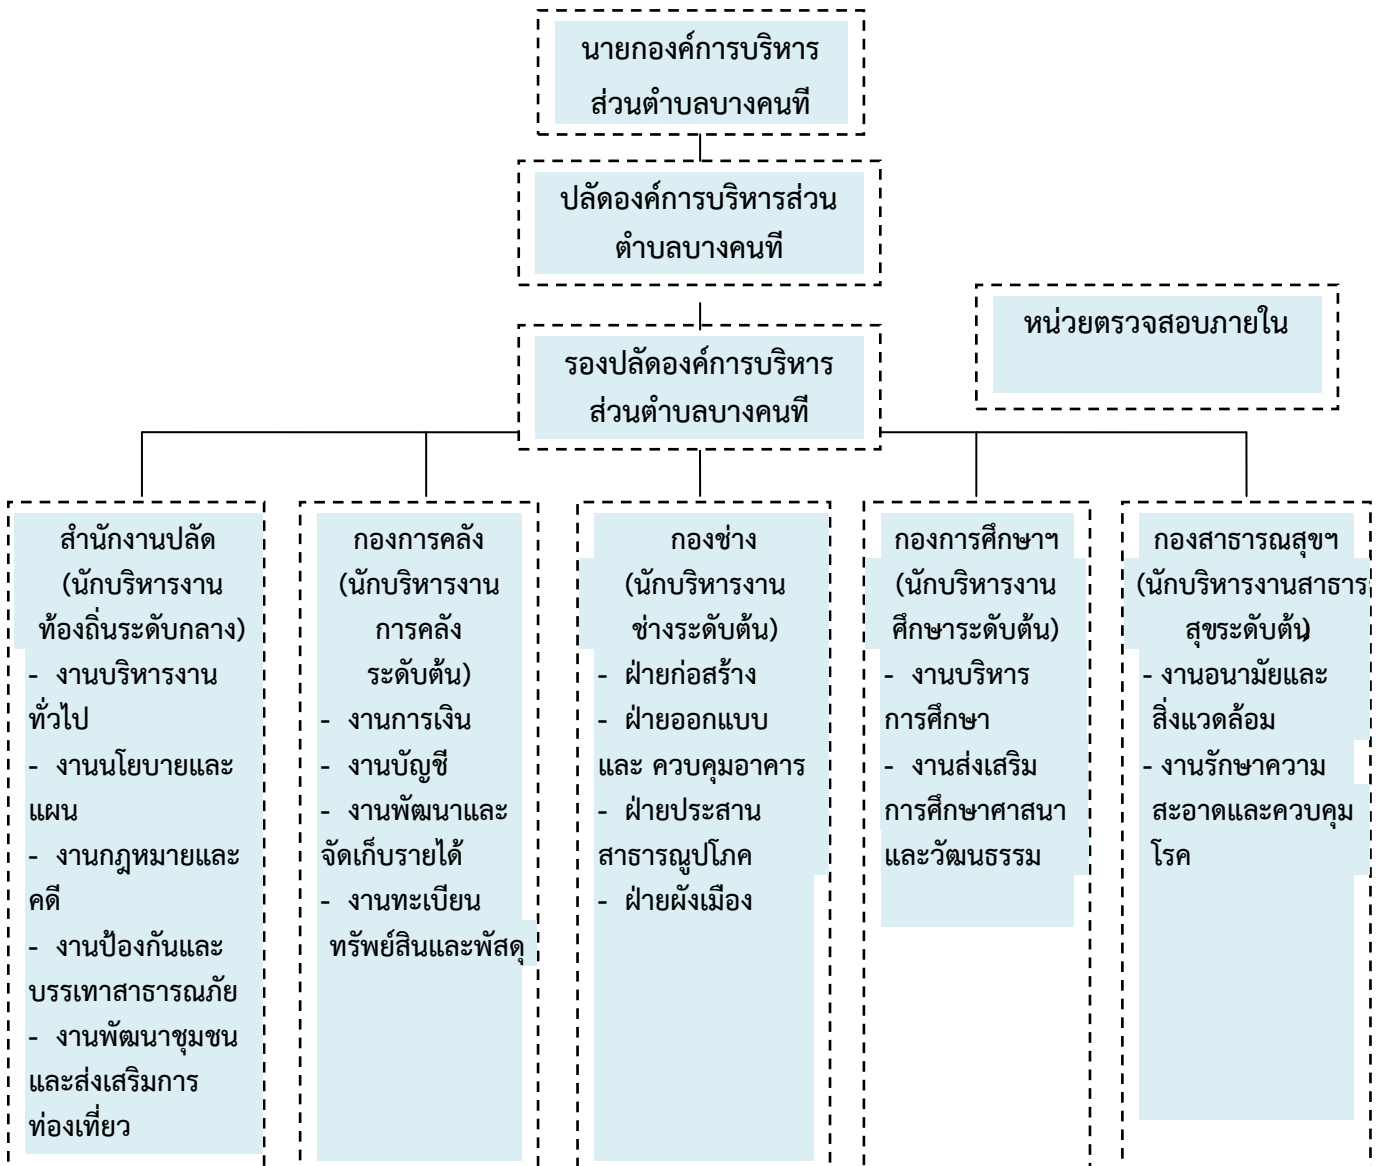 นายกองค์การบริหาร
ส่วนตำบลบางคนที
ปลัดองค์การบริหารส่วน
ตำบลบางคนที
หน่วยตรวจสอบภายใน
รองปลัดองค์การบริหาร
ส่วนตำบลบางคนที
สำนักงานปลัด
(นักบริหารงาน
ท้องถิ่นระดับกลาง)
- งานบริหารงาน
ทั่วไป
- งานนโยบายและ
แผน
- งานกฎหมายและ
คดี
- งานป้องกันและ
บรรเทาสาธารณภัย
- งานพัฒนาชุมชน
และส่งเสริมการ
ท่องเที่ยว
กองการคลัง
(นักบริหารงาน
การคลัง
ระดับต้น)
- งานการเงิน
- งานบัญชี
- งานพัฒนาและ
จัดเก็บรายได้
- งานทะเบียน
ทรัพย์สินและพัสดุ
กองช่าง
(นักบริหารงาน
ช่างระดับต้น)
- ฝ่ายก่อสร้าง
- ฝ่ายออกแบบ
และ ควบคุมอาคาร
- ฝ่ายประสาน
สาธารณูปโภค
- ฝ่ายผังเมือง
กองการศึกษาฯ
(นักบริหารงาน
ศึกษาระดับต้น)
- งานบริหาร
การศึกษา
- งานส่งเสริม
การศึกษาศาสนา
และวัฒนธรรม
กองสาธารณสุขฯ
(นักบริหารงานสาธาร
สุขระดับต้น)
- งานอนามัยและ
สิ่งแวดล้อม
- งานรักษาความ
สะอาดและควบคุม
โรค